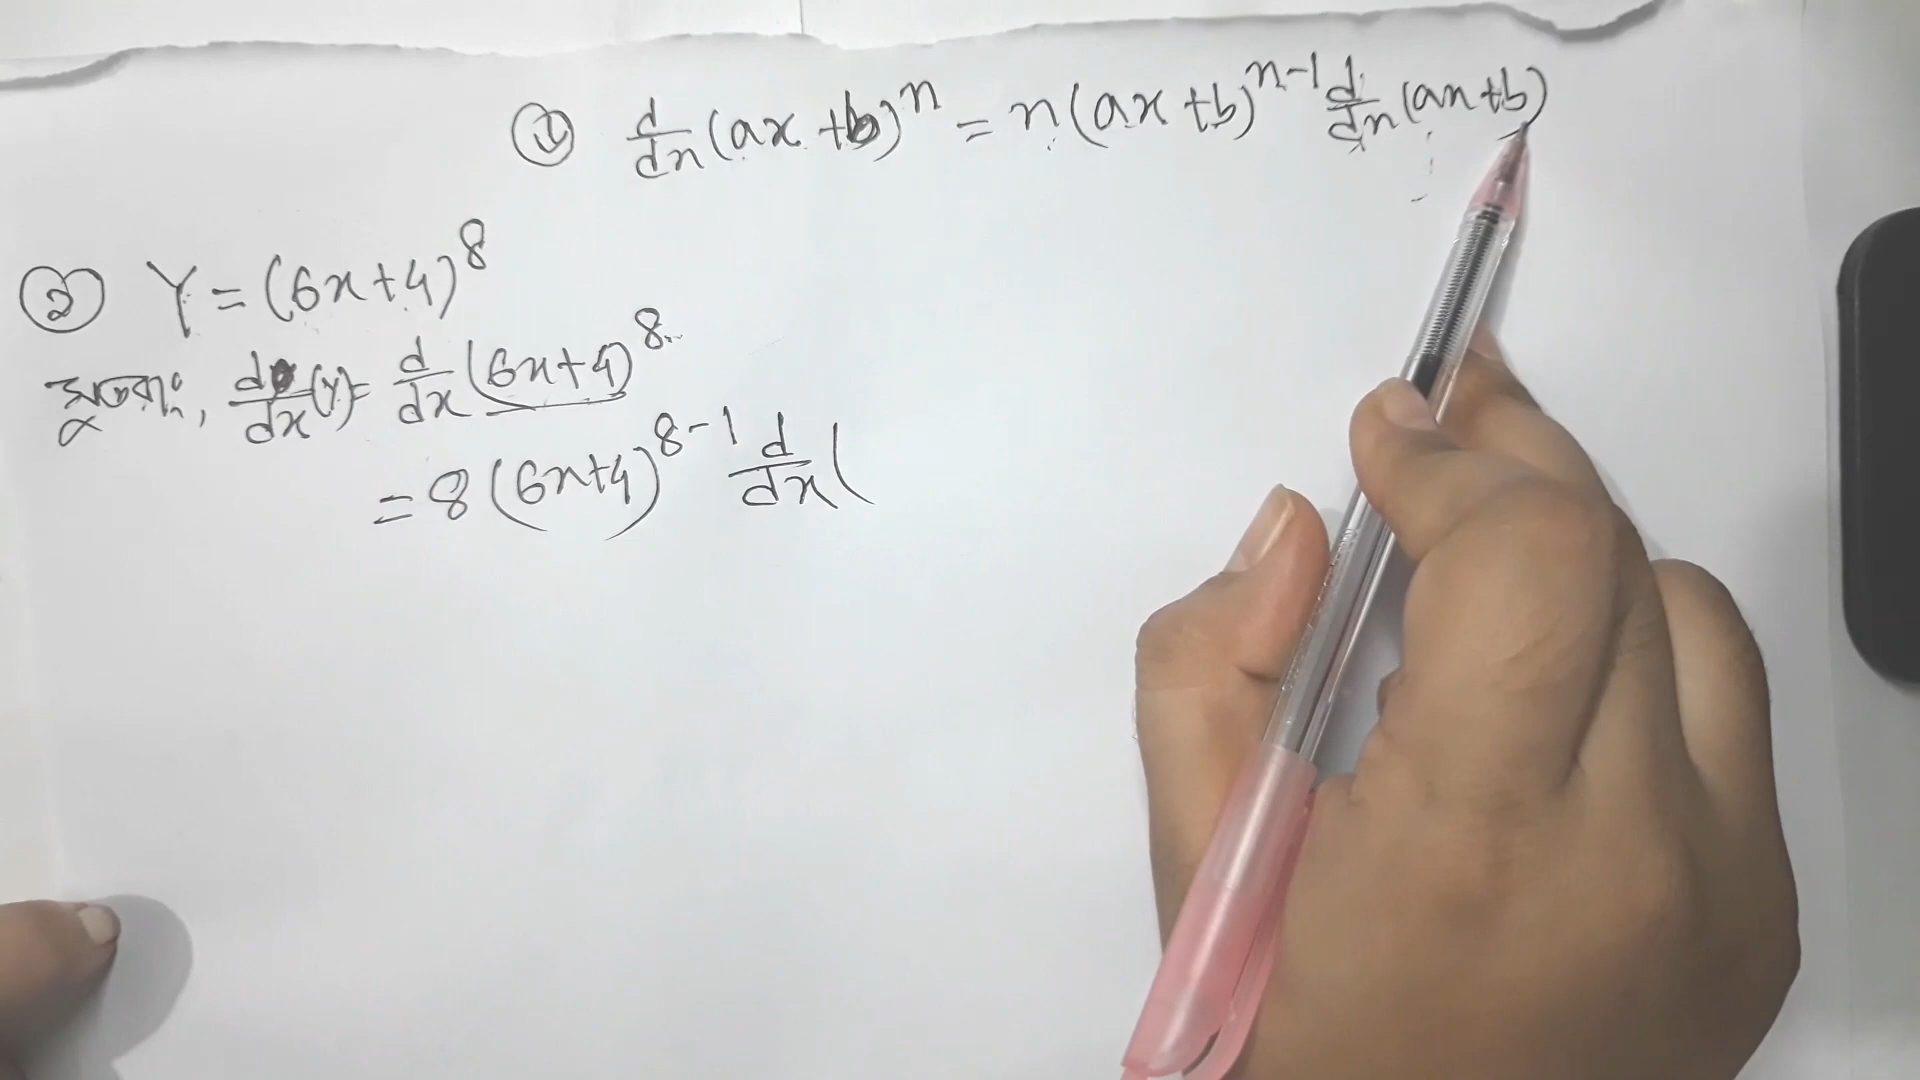 ① d/dx (ax+b)^n = n(ax+b)^{n-1} d/dx (ax+b)
② Y = (6x+4)^8
সুতরাং, d/dx (Y) = d/dx (6x+4)^8
= 8(6x+4)^{8-1} d/dx (